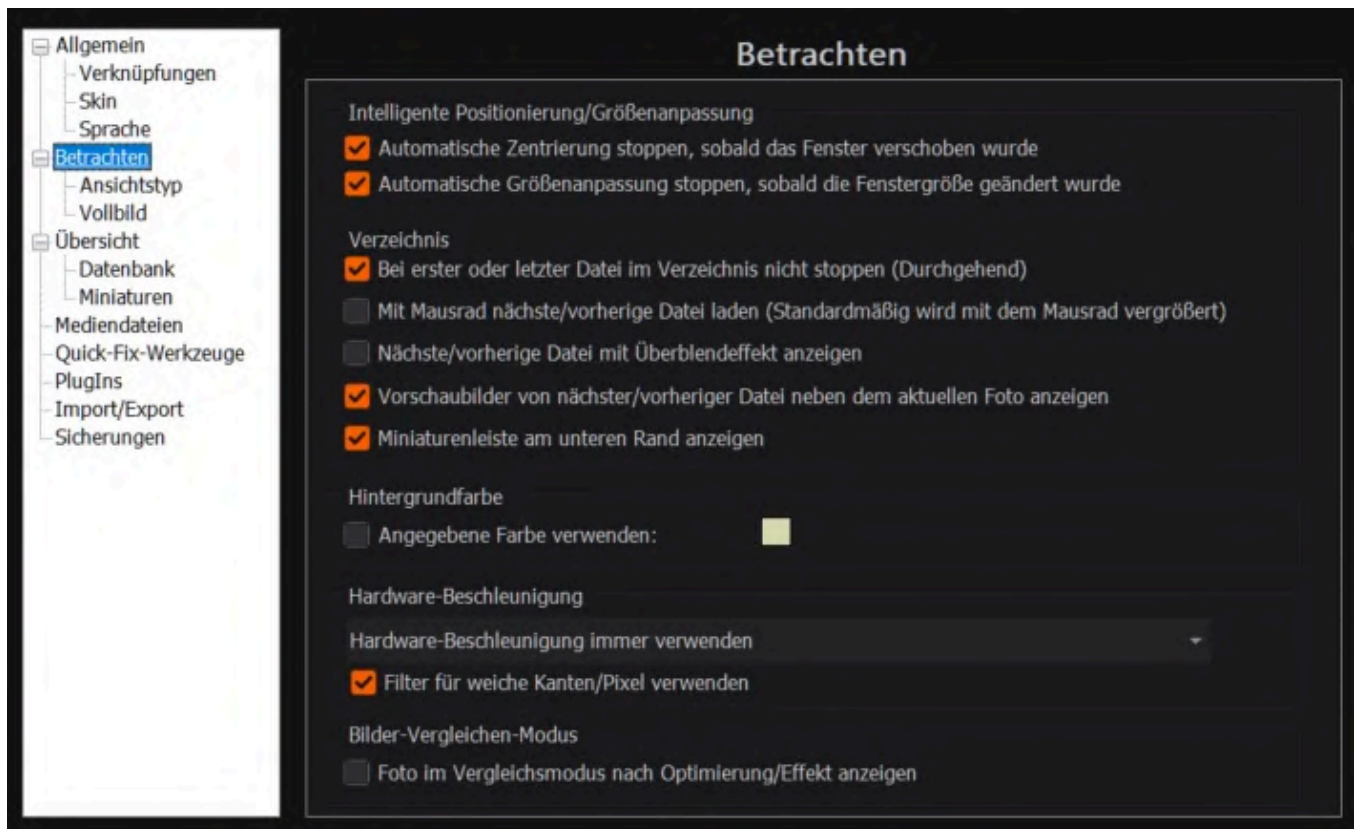 Allgemein
Verknüpfungen
Skin
Sprache
Betrachten
Ansichtstyp
Vollbild
Übersicht
Datenbank
Miniaturen
Mediendateien
Quick-Fix-Werkzeuge
PlugIns
Import/Export
Sicherungen
Betrachten
Intelligente Positionierung/Größenanpassung
Automatische Zentrierung stoppen, sobald das Fenster verschoben wurde
Automatische Größenanpassung stoppen, sobald die Fenstergröße geändert wurde
Verzeichnis
Bei erster oder letzter Datei im Verzeichnis nicht stoppen (Durchgehend)
Mit Mausrad nächste/vorherige Datei laden (Standardmäßig wird mit dem Mausrad vergrößert)
Nächste/vorherige Datei mit Überblendeffekt anzeigen
Vorschaubilder von nächster/vorheriger Datei neben dem aktuellen Foto anzeigen
Miniaturenleiste am unteren Rand anzeigen
Hintergrundfarbe
Angegebene Farbe verwenden:
Hardware-Beschleunigung
Hardware-Beschleunigung immer verwenden
Filter für weiche Kanten/Pixel verwenden
Bilder-Vergleichen-Modus
Foto im Vergleichsmodus nach Optimierung/Effekt anzeigen